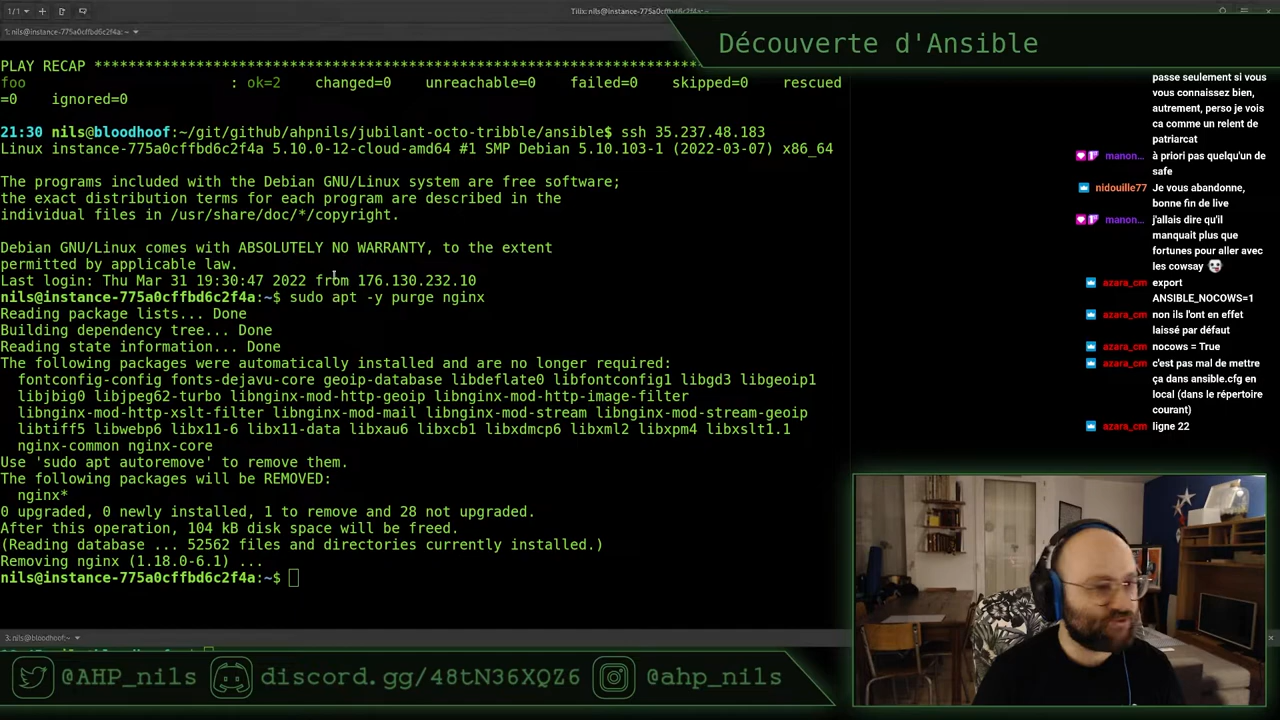 1/1
Tilix: nils@instance-775a0cffbd6c2f4a:~
1: nils@instance-775a0cffbd6c2f4a: ~
Découverte d'Ansible
PLAY RECAP ****************************************************************
foo : ok=2 changed=0 unreachable=0 failed=0 skipped=0 rescued
=0 ignored=0
21:30 nils@bloodhoof:~/git/github/ahpnils/jubilant-octo-tribble/ansible$ ssh 35.237.48.183
Linux instance-775a0cffbd6c2f4a 5.10.0-12-cloud-amd64 #1 SMP Debian 5.10.103-1 (2022-03-07) x86_64
The programs included with the Debian GNU/Linux system are free software;
the exact distribution terms for each program are described in the
individual files in /usr/share/doc/*/copyright.
Debian GNU/Linux comes with ABSOLUTELY NO WARRANTY, to the extent
permitted by applicable law.
Last login: Thu Mar 31 19:30:47 2022 from 176.130.232.10
nils@instance-775a0cffbd6c2f4a:~$ sudo apt -y purge nginx
Reading package lists... Done
Building dependency tree... Done
Reading state information... Done
The following packages were automatically installed and are no longer required:
fontconfig-config fonts-dejavu-core geoip-database libdeflate0 libfontconfig1 libgd3 libgeoip1
libjbig0 libjpeg62-turbo libnginx-mod-http-geoip libnginx-mod-http-image-filter
libnginx-mod-http-xslt-filter libnginx-mod-mail libnginx-mod-stream libnginx-mod-stream-geoip
libtiff5 libwebp6 libx11-6 libx11-data libxau6 libxcb1 libxdmcp6 libxml2 libxpm4 libxslt1.1
nginx-common nginx-core
Use 'sudo apt autoremove' to remove them.
The following packages will be REMOVED:
nginx*
0 upgraded, 0 newly installed, 1 to remove and 28 not upgraded.
After this operation, 104 kB disk space will be freed.
(Reading database ... 52562 files and directories currently installed.)
Removing nginx (1.18.0-6.1) ...
nils@instance-775a0cffbd6c2f4a:~$
3: nils@bloodhoof:~
passe seulement si vous
vous connaissez bien,
autrement, perso je vois
ca comme un relent de
patriarcat
manon... à priori pas quelqu'un de
safe
nidouille77 Je vous abandonne,
bonne fin de live
manon... j'allais dire qu'il
manquait plus que
fortunes pour aller avec
les cowsay
azara_cm export
ANSIBLE_NOCOWS=1
azara_cm non ils l'ont en effet
laissé par défaut
azara_cm nocows = True
azara_cm c'est pas mal de mettre
ça dans ansible.cfg en
local (dans le répertoire
courant)
azara_cm ligne 22
@AHP_nils discord.gg/48tN36XQZ6 @ahp_nils